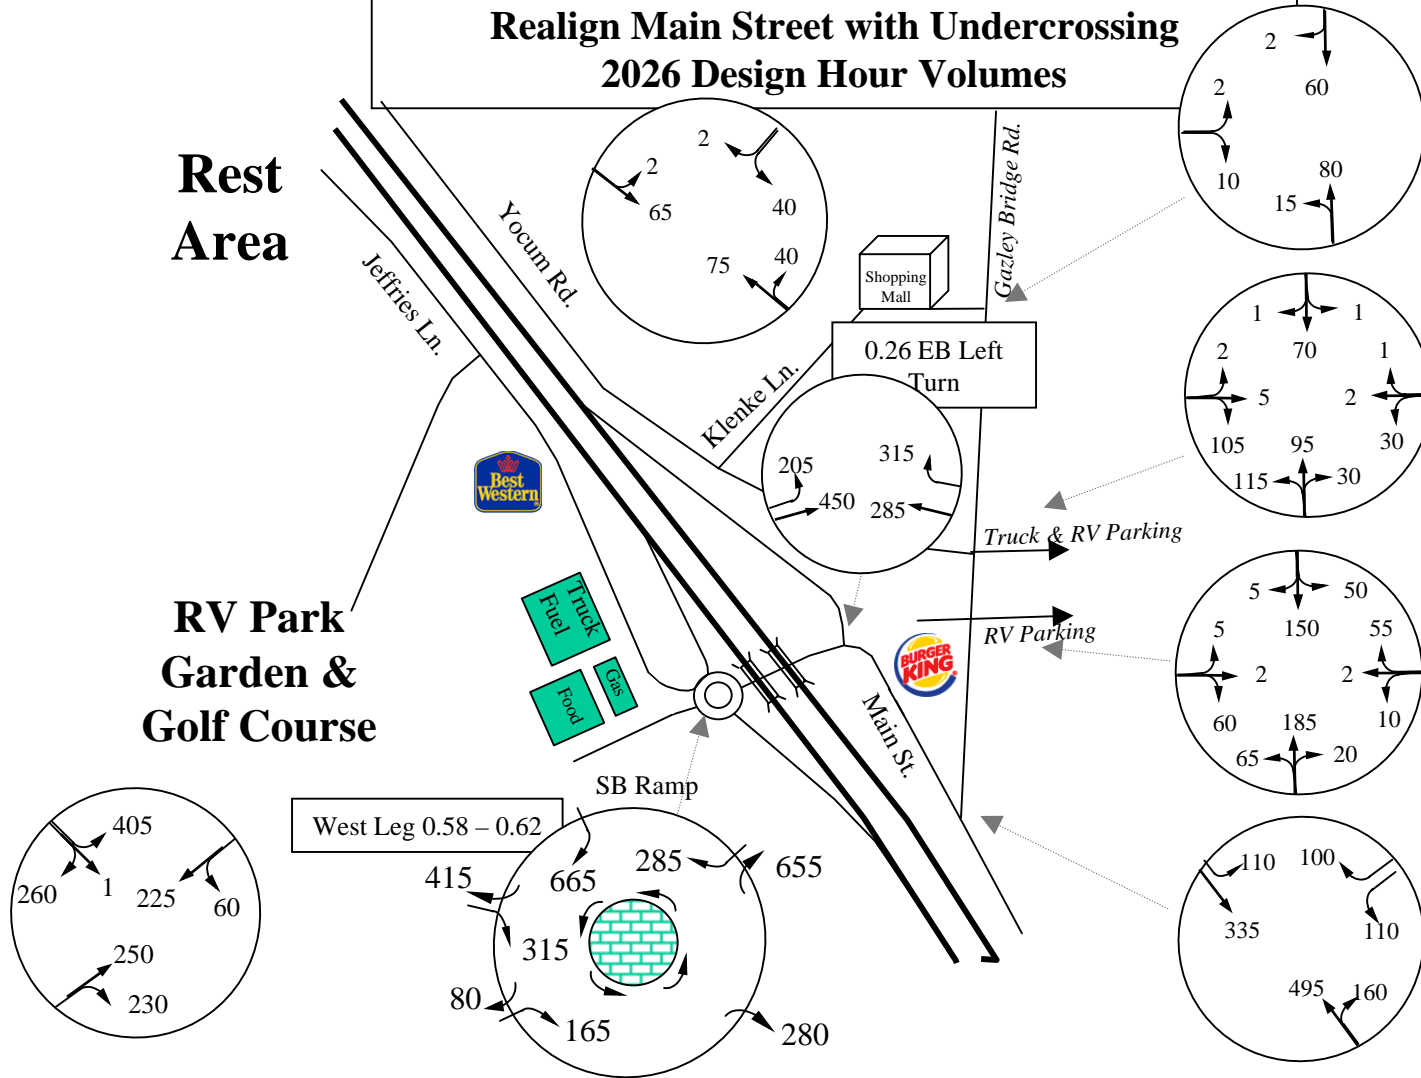 Realign Main Street with Undercrossing
2026 Design Hour Volumes
Rest
Area
Jeffries Ln.
Yocum Rd.
2
2
65
40
75
40
Shopping
Mall
Gazley Bridge Rd.
2
60
2
10
80
15
0.26 EB Left
Turn
Klenke Ln.
205
450
315
285
1
1
70
2
5
105
1
2
30
95
115
30
Truck & RV Parking
RV Parking
Best
Western
BURGER
KING
Truck
Fuel
Food
Gas
RV Park
Garden &
Golf Course
Main St.
5
50
150
5
2
60
55
2
10
185
65
20
SB Ramp
West Leg 0.58 – 0.62
405
260
1
225
60
250
230
415
665
285
655
315
80
165
280
110
335
100
110
495
160